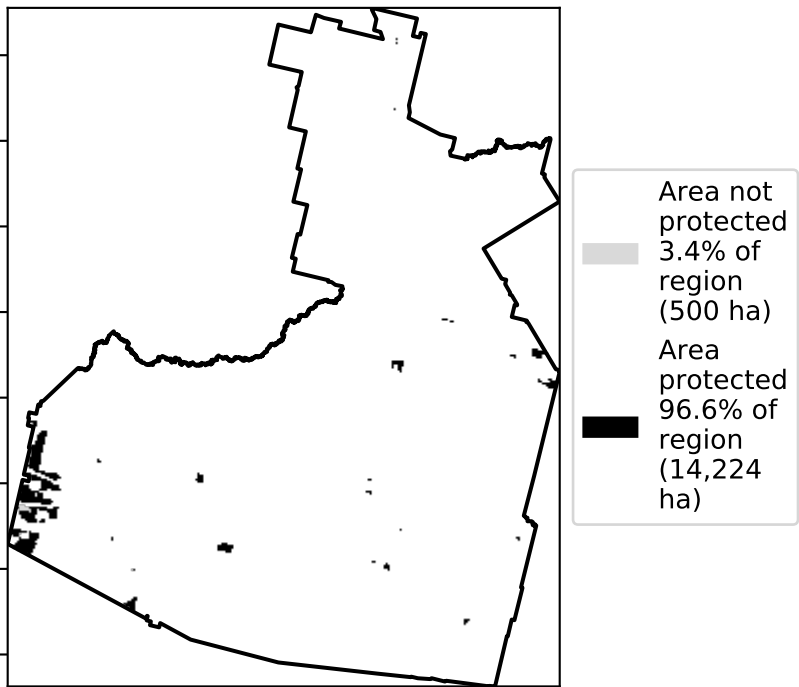 Area not
protected
3.4% of
region
(500 ha)
Area
protected
96.6% of
region
(14,224
ha)